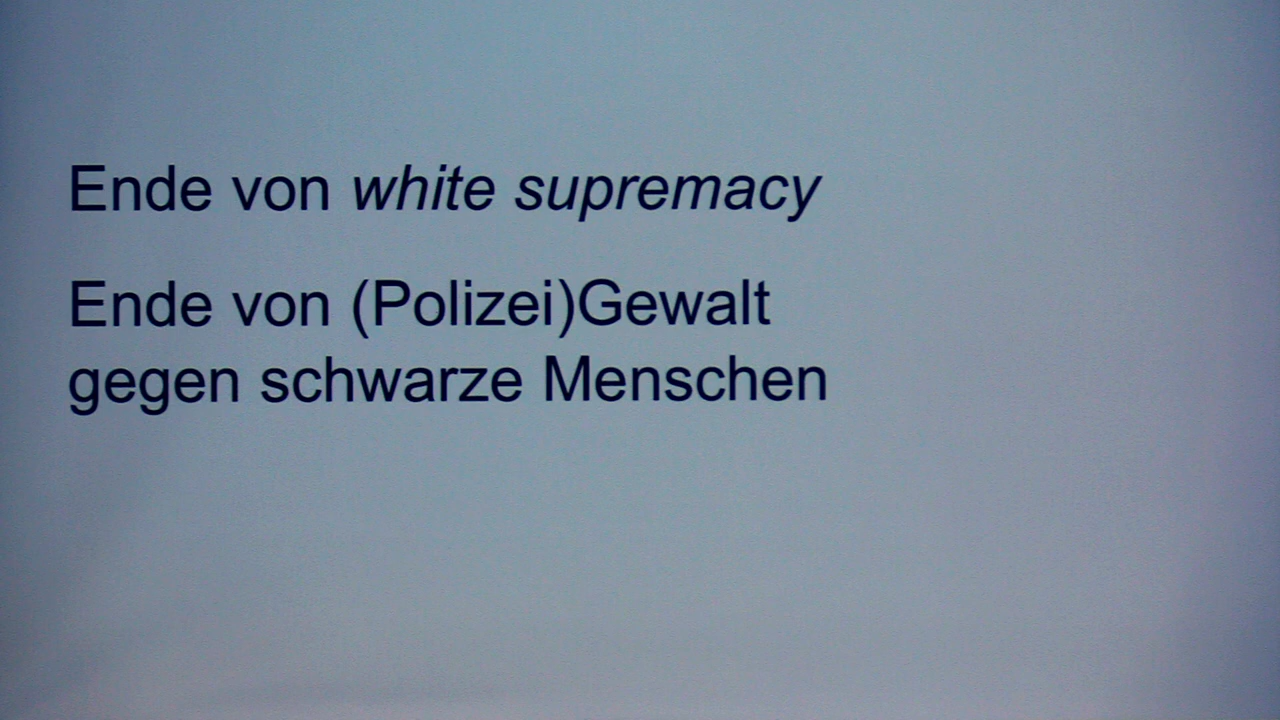 Ende von white supremacy
Ende von (Polizei)Gewalt
gegen schwarze Menschen